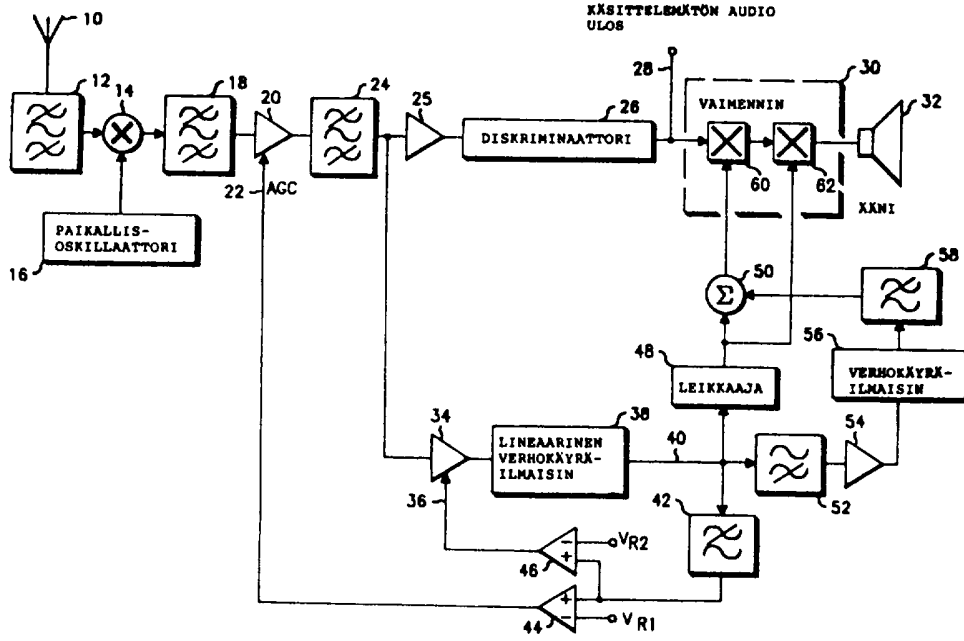 KÄSITTELEMÄTÖN AUDIO
ULOS
10
28
30
12
14
18
20
24
25
26
32
VAIMENNIN
DISKRIMINAATTORI
60
62
22
AGC
ÄÄNI
PAIKALLIS-
OSKILLAATTORI
16
50
58
Σ
48
56
LEIKKAAJA
VERHOKÄYRÄ-
ILMAISIN
34
38
LINEAARINEN
VERHOKÄYRÄ-
ILMAISIN
40
54
36
42
52
VR2
46
44
VR1